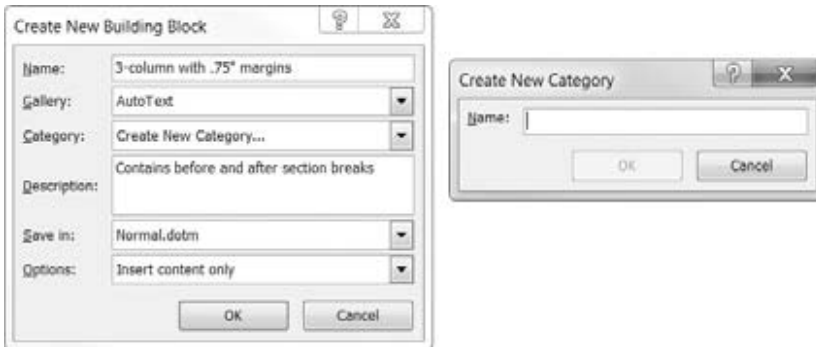 Create New Building Block
Name: 3-column with .75" margins
Gallery: AutoText
Category: Create New Category...
Description: Contains before and after section breaks
Save in: Normal.dotm
Options: Insert content only
OK Cancel
Create New Category
Name:
OK Cancel